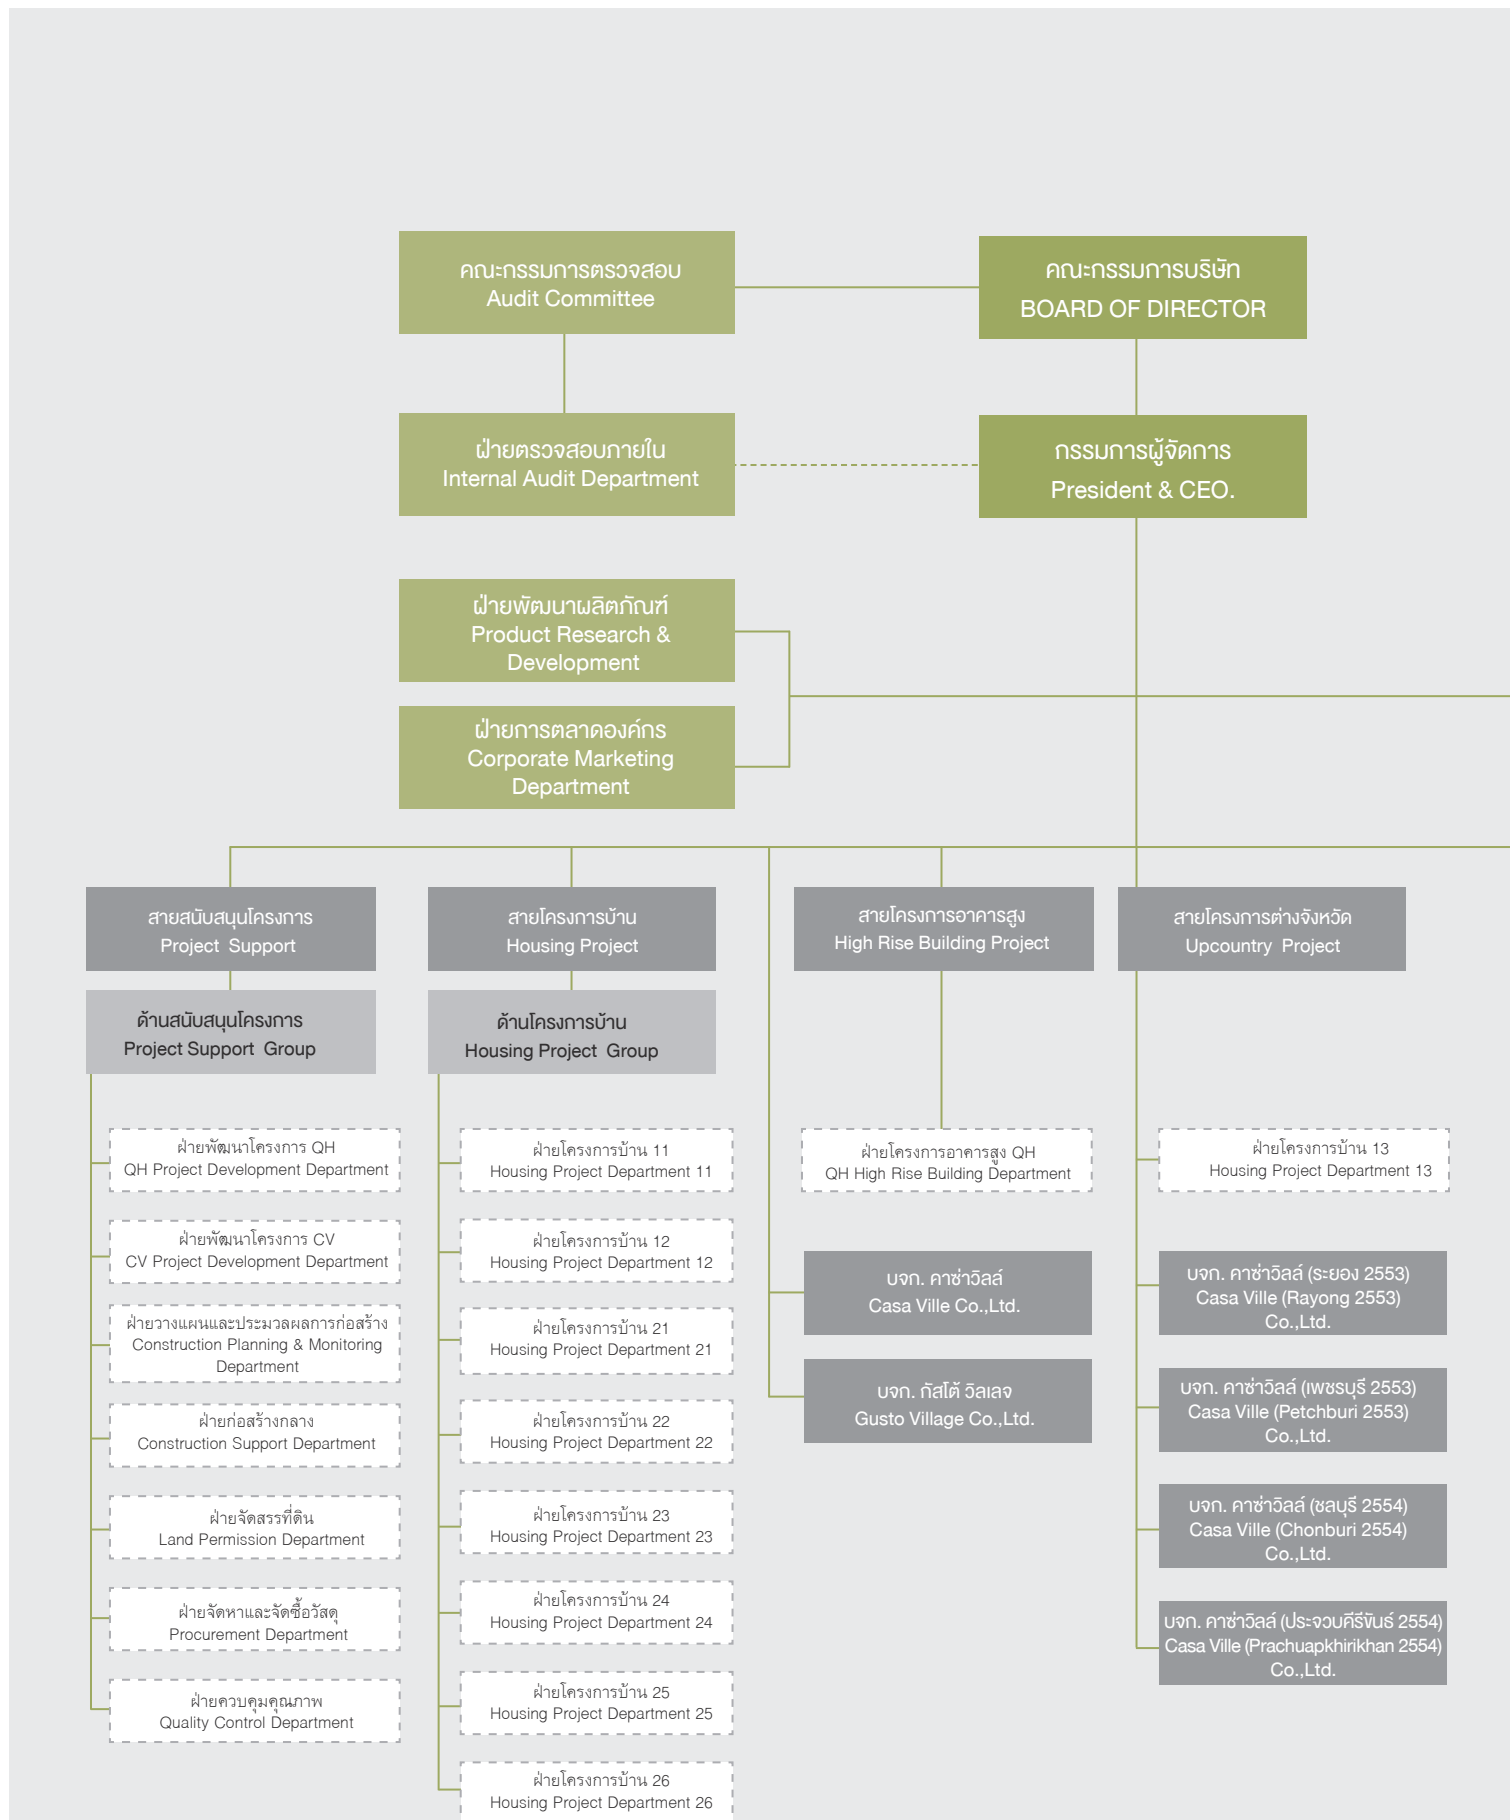 คณะกรรมการตรวจสอบ
Audit Committee
คณะกรรมการบริษัท
BOARD OF DIRECTOR
ฝ่ายตรวจสอบภายใน
Internal Audit Department
กรรมการผู้จัดการ
President & CEO.
ฝ่ายพัฒนาผลิตภัณฑ์
Product Research &
Development
ฝ่ายการตลาดองค์กร
Corporate Marketing
Department
สายสนับสนุนโครงการ
Project Support
สายโครงการบ้าน
Housing Project
สายโครงการอาคารสูง
High Rise Building Project
สายโครงการต่างจังหวัด
Upcountry Project
ด้านสนับสนุนโครงการ
Project Support Group
ด้านโครงการบ้าน
Housing Project Group
ฝ่ายพัฒนาโครงการ QH
QH Project Development Department
ฝ่ายพัฒนาโครงการ CV
CV Project Development Department
ฝ่ายวางแผนและประมวลผลการก่อสร้าง
Construction Planning & Monitoring
Department
ฝ่ายก่อสร้างกลาง
Construction Support Department
ฝ่ายจัดสรรที่ดิน
Land Permission Department
ฝ่ายจัดหาและจัดซื้อวัสดุ
Procurement Department
ฝ่ายควบคุมคุณภาพ
Quality Control Department
ฝ่ายโครงการบ้าน 11
Housing Project Department 11
ฝ่ายโครงการบ้าน 12
Housing Project Department 12
ฝ่ายโครงการบ้าน 21
Housing Project Department 21
ฝ่ายโครงการบ้าน 22
Housing Project Department 22
ฝ่ายโครงการบ้าน 23
Housing Project Department 23
ฝ่ายโครงการบ้าน 24
Housing Project Department 24
ฝ่ายโครงการบ้าน 25
Housing Project Department 25
ฝ่ายโครงการบ้าน 26
Housing Project Department 26
ฝ่ายโครงการอาคารสูง QH
QH High Rise Building Department
บจก. คาซ่าวิลล์
Casa Ville Co.,Ltd.
บจก. กัสโต้ วิลเลจ
Gusto Village Co.,Ltd.
ฝ่ายโครงการบ้าน 13
Housing Project Department 13
บจก. คาซ่าวิลล์ (ระยอง 2553)
Casa Ville (Rayong 2553)
Co.,Ltd.
บจก. คาซ่าวิลล์ (เพชรบุรี 2553)
Casa Ville (Petchburi 2553)
Co.,Ltd.
บจก. คาซ่าวิลล์ (ชลบุรี 2554)
Casa Ville (Chonburi 2554)
Co.,Ltd.
บจก. คาซ่าวิลล์ (ประจวบคีรีขันธ์ 2554)
Casa Ville (Prachuapkhirikhan 2554)
Co.,Ltd.